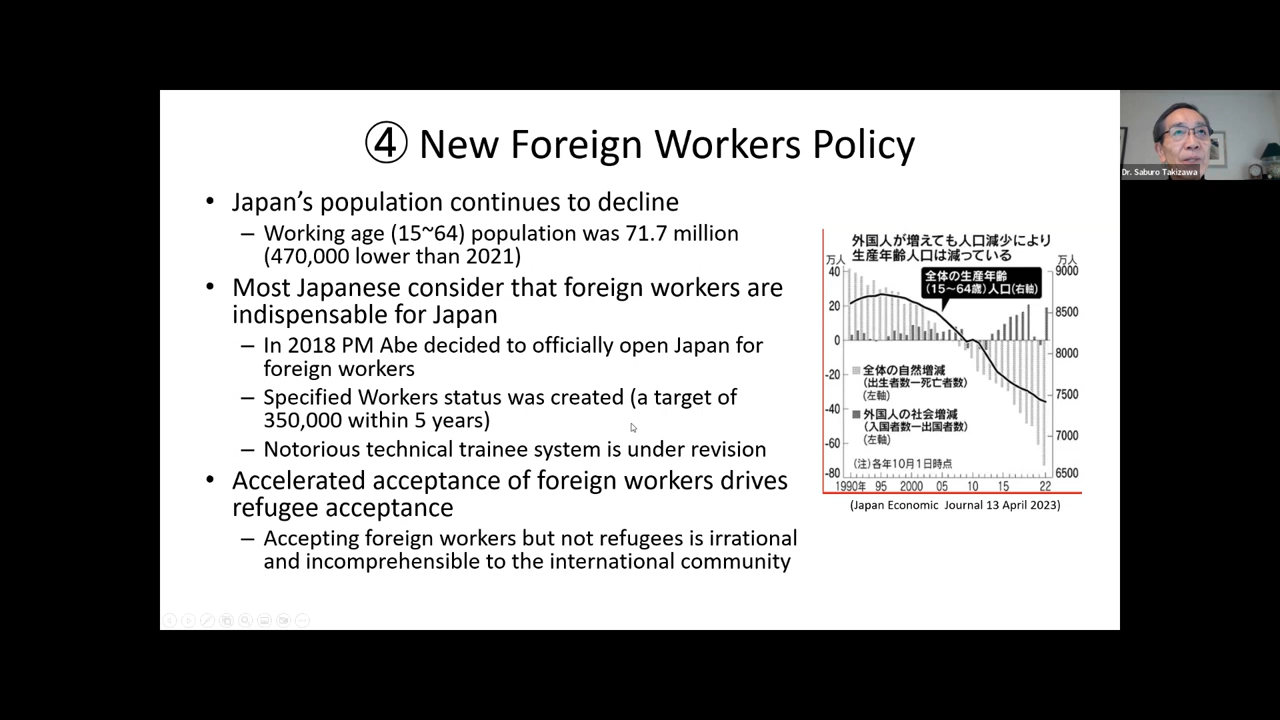 ④ New Foreign Workers Policy
• Japan's population continues to decline
– Working age (15~64) population was 71.7 million
(470,000 lower than 2021)
• Most Japanese consider that foreign workers are
indispensable for Japan
– In 2018 PM Abe decided to officially open Japan for
foreign workers
– Specified Workers status was created (a target of
350,000 within 5 years)
– Notorious technical trainee system is under revision
• Accelerated acceptance of foreign workers drives
refugee acceptance
– Accepting foreign workers but not refugees is irrational
and incomprehensible to the international community
外国人が増えても人口減少により
生産年齢人口は減っている
万人
万人
40
20
0
-20
-40
-60
-80
9000
8500
8000
7500
7000
6500
全体の生産年齢
(15〜64歳)人口(右軸)
全体の自然増減
(出生者数ー死亡者数)
(左軸)
外国人の社会増減
(入国者数ー出国者数)
(左軸)
(注)各年10月1日時点
1990年 95 2000 05 10 15 22
(Japan Economic Journal 13 April 2023)
Dr. Saburo Takizawa